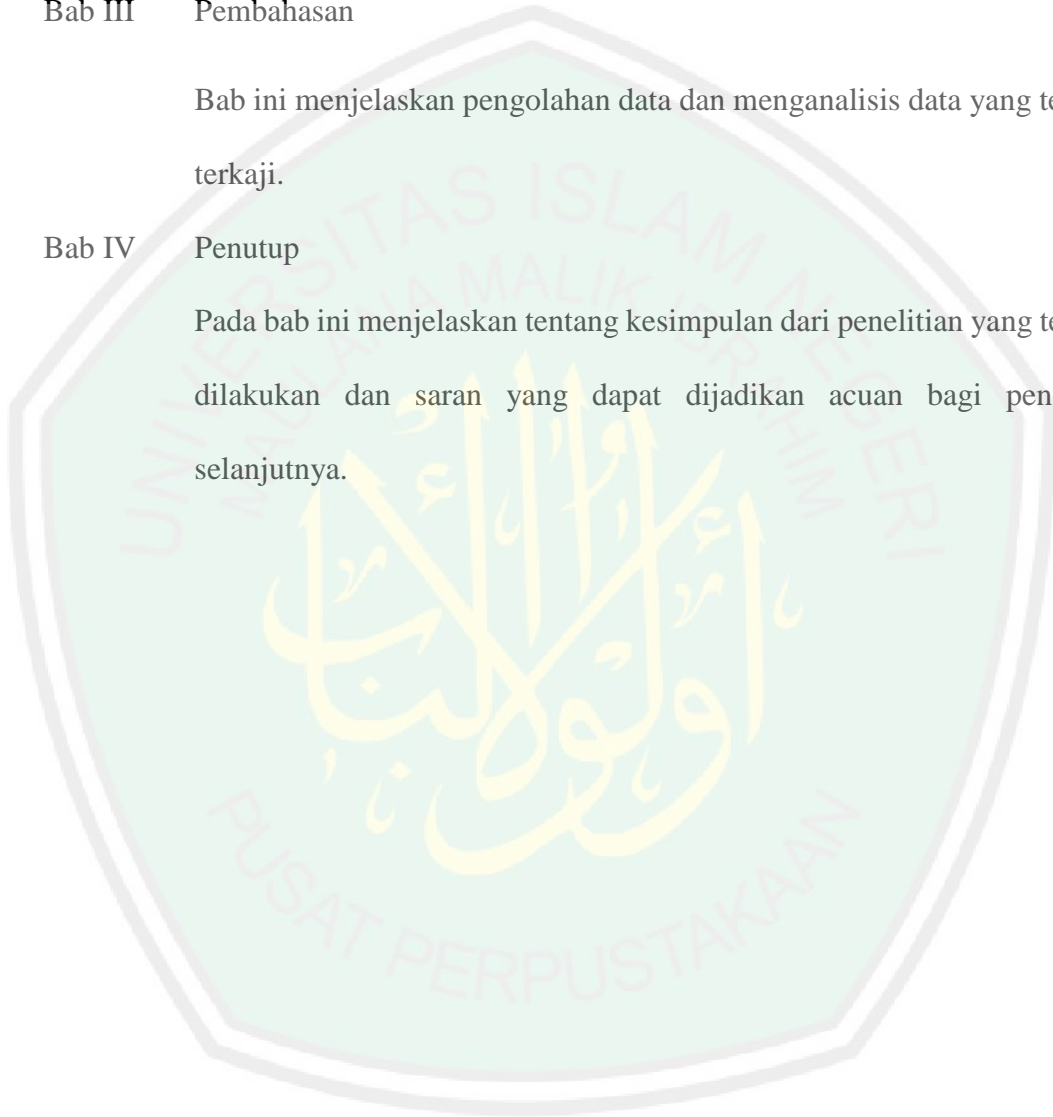 Bab III Pembahasan
Bab ini menjelaskan pengolahan data dan menganalisis data yang
terkaji.
Bab IV Penutup
Pada bab ini menjelaskan tentang kesimpulan dari penelitian yang
dilakukan dan saran yang dapat dijadikan acuan bagi
selanjutnya.
UNIVERSITAS ISLAM NEGERI
MAULANA MALIK IBRAHIM
أولو الألباب
PUSAT PERPUSTAKAAN